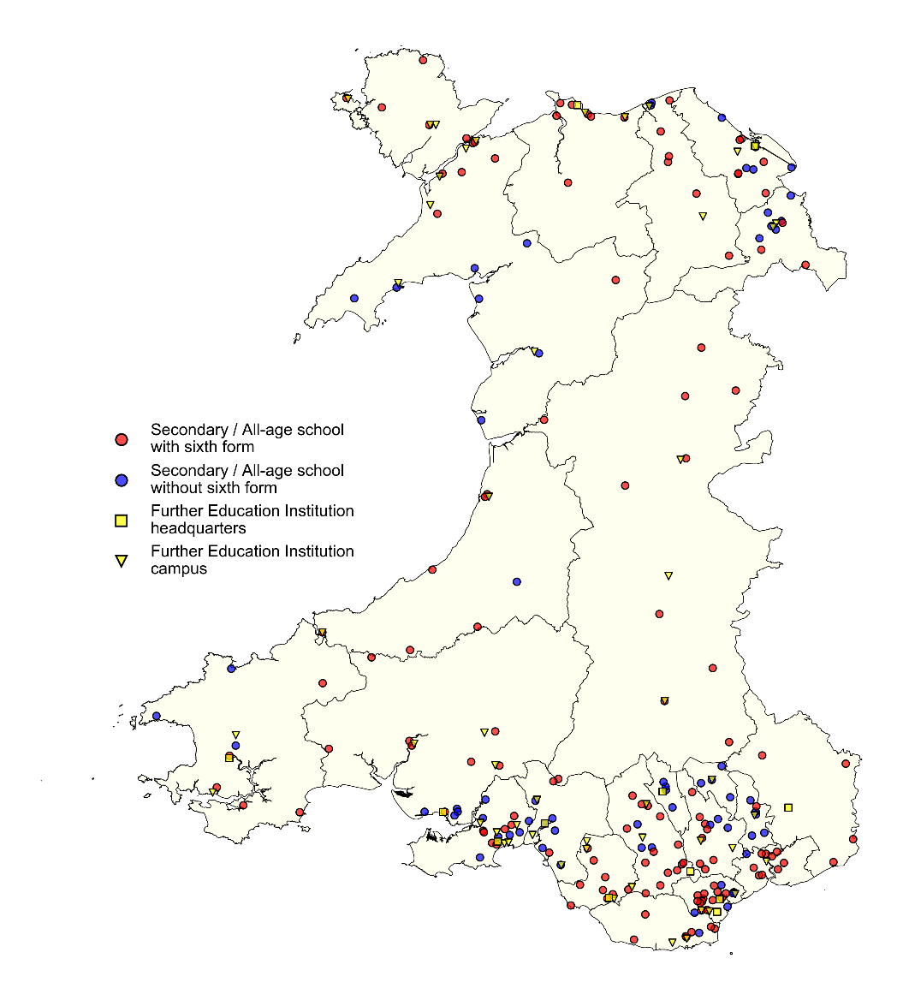 Secondary / All-age school
with sixth form
Secondary / All-age school
without sixth form
Further Education Institution
headquarters
Further Education Institution
campus